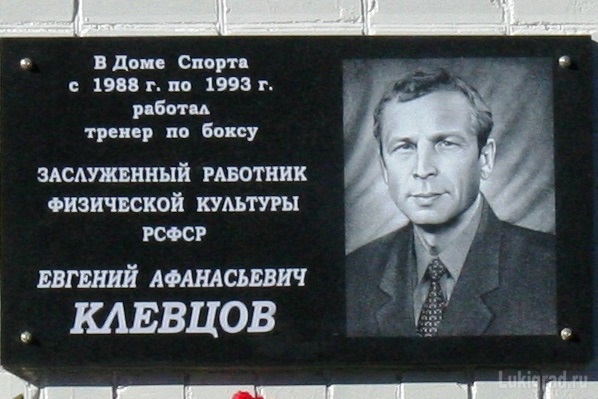 В Доме Спорта
с 1988 г. по 1993 г.
работал
тренер по боксу
ЗАСЛУЖЕННЫЙ РАБОТНИК
ФИЗИЧЕСКОЙ КУЛЬТУРЫ
РСФСР
ЕВГЕНИЙ АФАНАСЬЕВИЧ
КЛЕВЦОВ
Lukigrad.ru